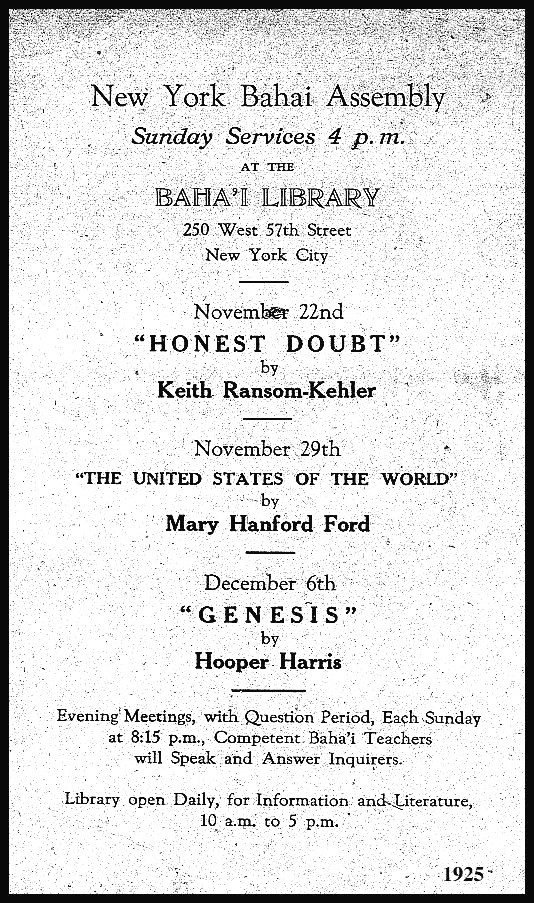 New York Bahai Assembly
Sunday Services 4 p.m.
AT THE
BAHA'I LIBRARY
250 West 57th Street
New York City
November 22nd
"HONEST DOUBT"
by
Keith Ransom-Kehler
November 29th
"THE UNITED STATES OF THE WORLD"
by
Mary Hanford Ford
December 6th
"GENESIS"
by
Hooper Harris
Evening Meetings, with Question Period, Each Sunday
at 8:15 p.m., Competent Baha'i Teachers
will Speak and Answer Inquirers.
Library open Daily, for Information and Literature,
10 a.m. to 5 p.m.
1925